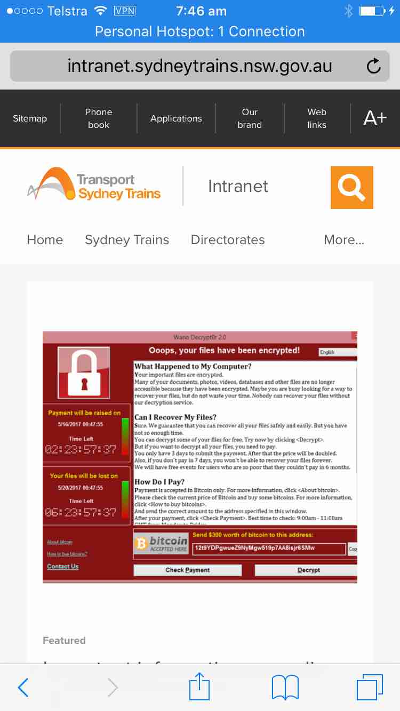 Telstra VPN 7:46 am
Personal Hotspot: 1 Connection
intranet.sydneytrains.nsw.gov.au
Sitemap
Phone
book
Applications
Our
brand
Web
links
A+
Transport
Sydney Trains
Intranet
Home Sydney Trains Directorates More...
Wana Decrypt0r 2.0
Ooops, your files have been encrypted!
English
Payment will be raised on
5/16/2017 00:47:55
Time Left
02:23:57:37
Your files will be lost on
5/20/2017 00:47:55
Time Left
06:23:57:37
About bitcoin
How to buy bitcoins?
Contact Us
What Happened to My Computer?
Your important files are encrypted.
Many of your documents, photos, videos, databases and other files are no longer
accessible because they have been encrypted. Maybe you are busy looking for a way to
recover your files, but do not waste your time. Nobody can recover your files without
our decryption service.
Can I Recover My Files?
Sure. We guarantee that you can recover all your files safely and easily. But you have
not so enough time.
You can decrypt some of your files for free. Try now by clicking <Decrypt>.
But if you want to decrypt all your files, you need to pay.
You only have 3 days to submit the payment. After that the price will be doubled.
Also, if you don't pay in 7 days, you won't be able to recover your files forever.
We will have free events for users who are so poor that they couldn't pay in 6 months.
How Do I Pay?
Payment is accepted in Bitcoin only. For more information, click <About bitcoin>.
Please check the current price of Bitcoin and buy some bitcoins. For more information,
click <How to buy bitcoins>.
And send the correct amount to the address specified in this window.
After your payment, click <Check Payment>. Best time to check: 9:00am - 11:00am
bitcoin
ACCEPTED HERE
Send $300 worth of bitcoin to this address:
Check Payment
Decrypt
Featured